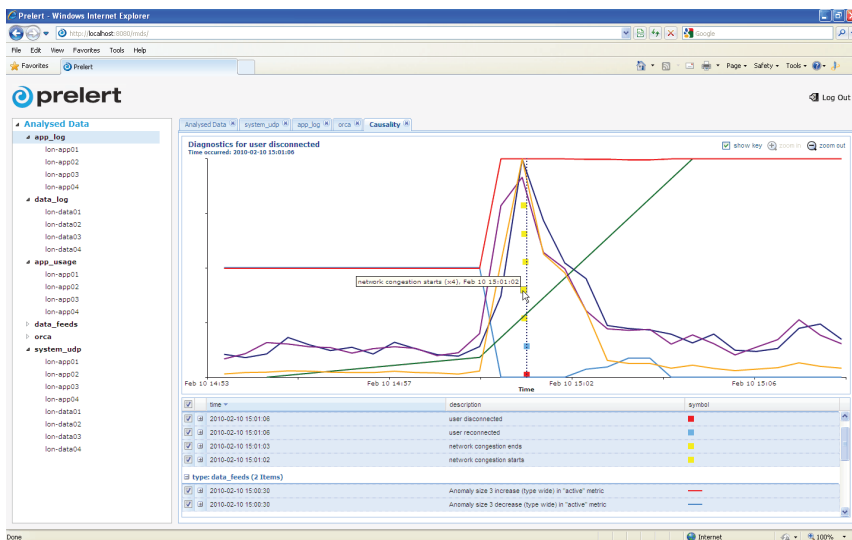 Prelert - Windows Internet Explorer
http://localhost:8080/rmds/
Google
File Edit View Favorites Tools Help
Favorites
Prelert
Page Safety Tools
prelert
Log Out
Analysed Data
app_log
lon-app01
lon-app02
lon-app03
lon-app04
data_log
lon-data01
lon-data02
lon-data03
lon-data04
app_usage
lon-app01
lon-app02
lon-app03
lon-app04
data_feeds
orca
system_udp
lon-app01
lon-app02
lon-app03
lon-app04
lon-data01
lon-data02
lon-data03
lon-data04
Analysed Data system_udp app_log orca Causality
Diagnostics for user disconnected
Time occurred: 2010-02-10 15:01:06
show key zoom in zoom out
network congestion starts (x4), Feb 10 15:01:02
Feb 10 14:53 Feb 10 14:57 Feb 10 15:02 Feb 10 15:06
Time
time description symbol
2010-02-10 15:01:06 user disconnected
2010-02-10 15:01:06 user reconnected
2010-02-10 15:01:03 network congestion ends
2010-02-10 15:01:02 network congestion starts
type: data_feeds (2 Items)
2010-02-10 15:00:30 Anomaly size 3 increase (type wide) in "active" metric
2010-02-10 15:00:30 Anomaly size 3 decrease (type wide) in "active" metric
Done Internet 100%